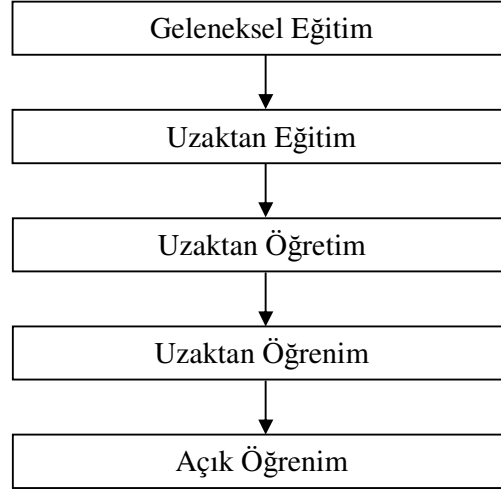 Geleneksel Eğitim
Uzaktan Eğitim
Uzaktan Öğretim
Uzaktan Öğrenim
Açık Öğrenim